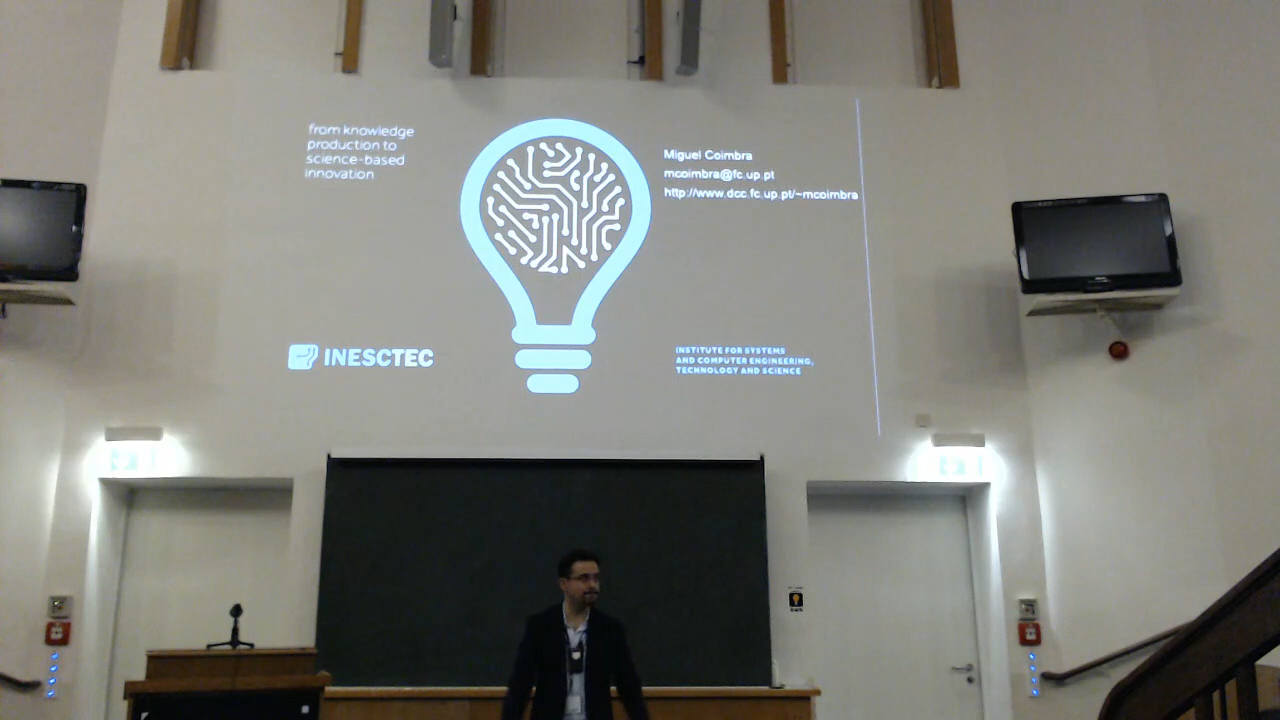 from knowledge
production to
science-based
innovation
Miguel Coimbra
mcoimbra@fc.up.pt
http://www.dcc.fc.up.pt/~mcoimbra
INESCTEC
INSTITUTE FOR SYSTEMS
AND COMPUTER ENGINEERING,
TECHNOLOGY AND SCIENCE